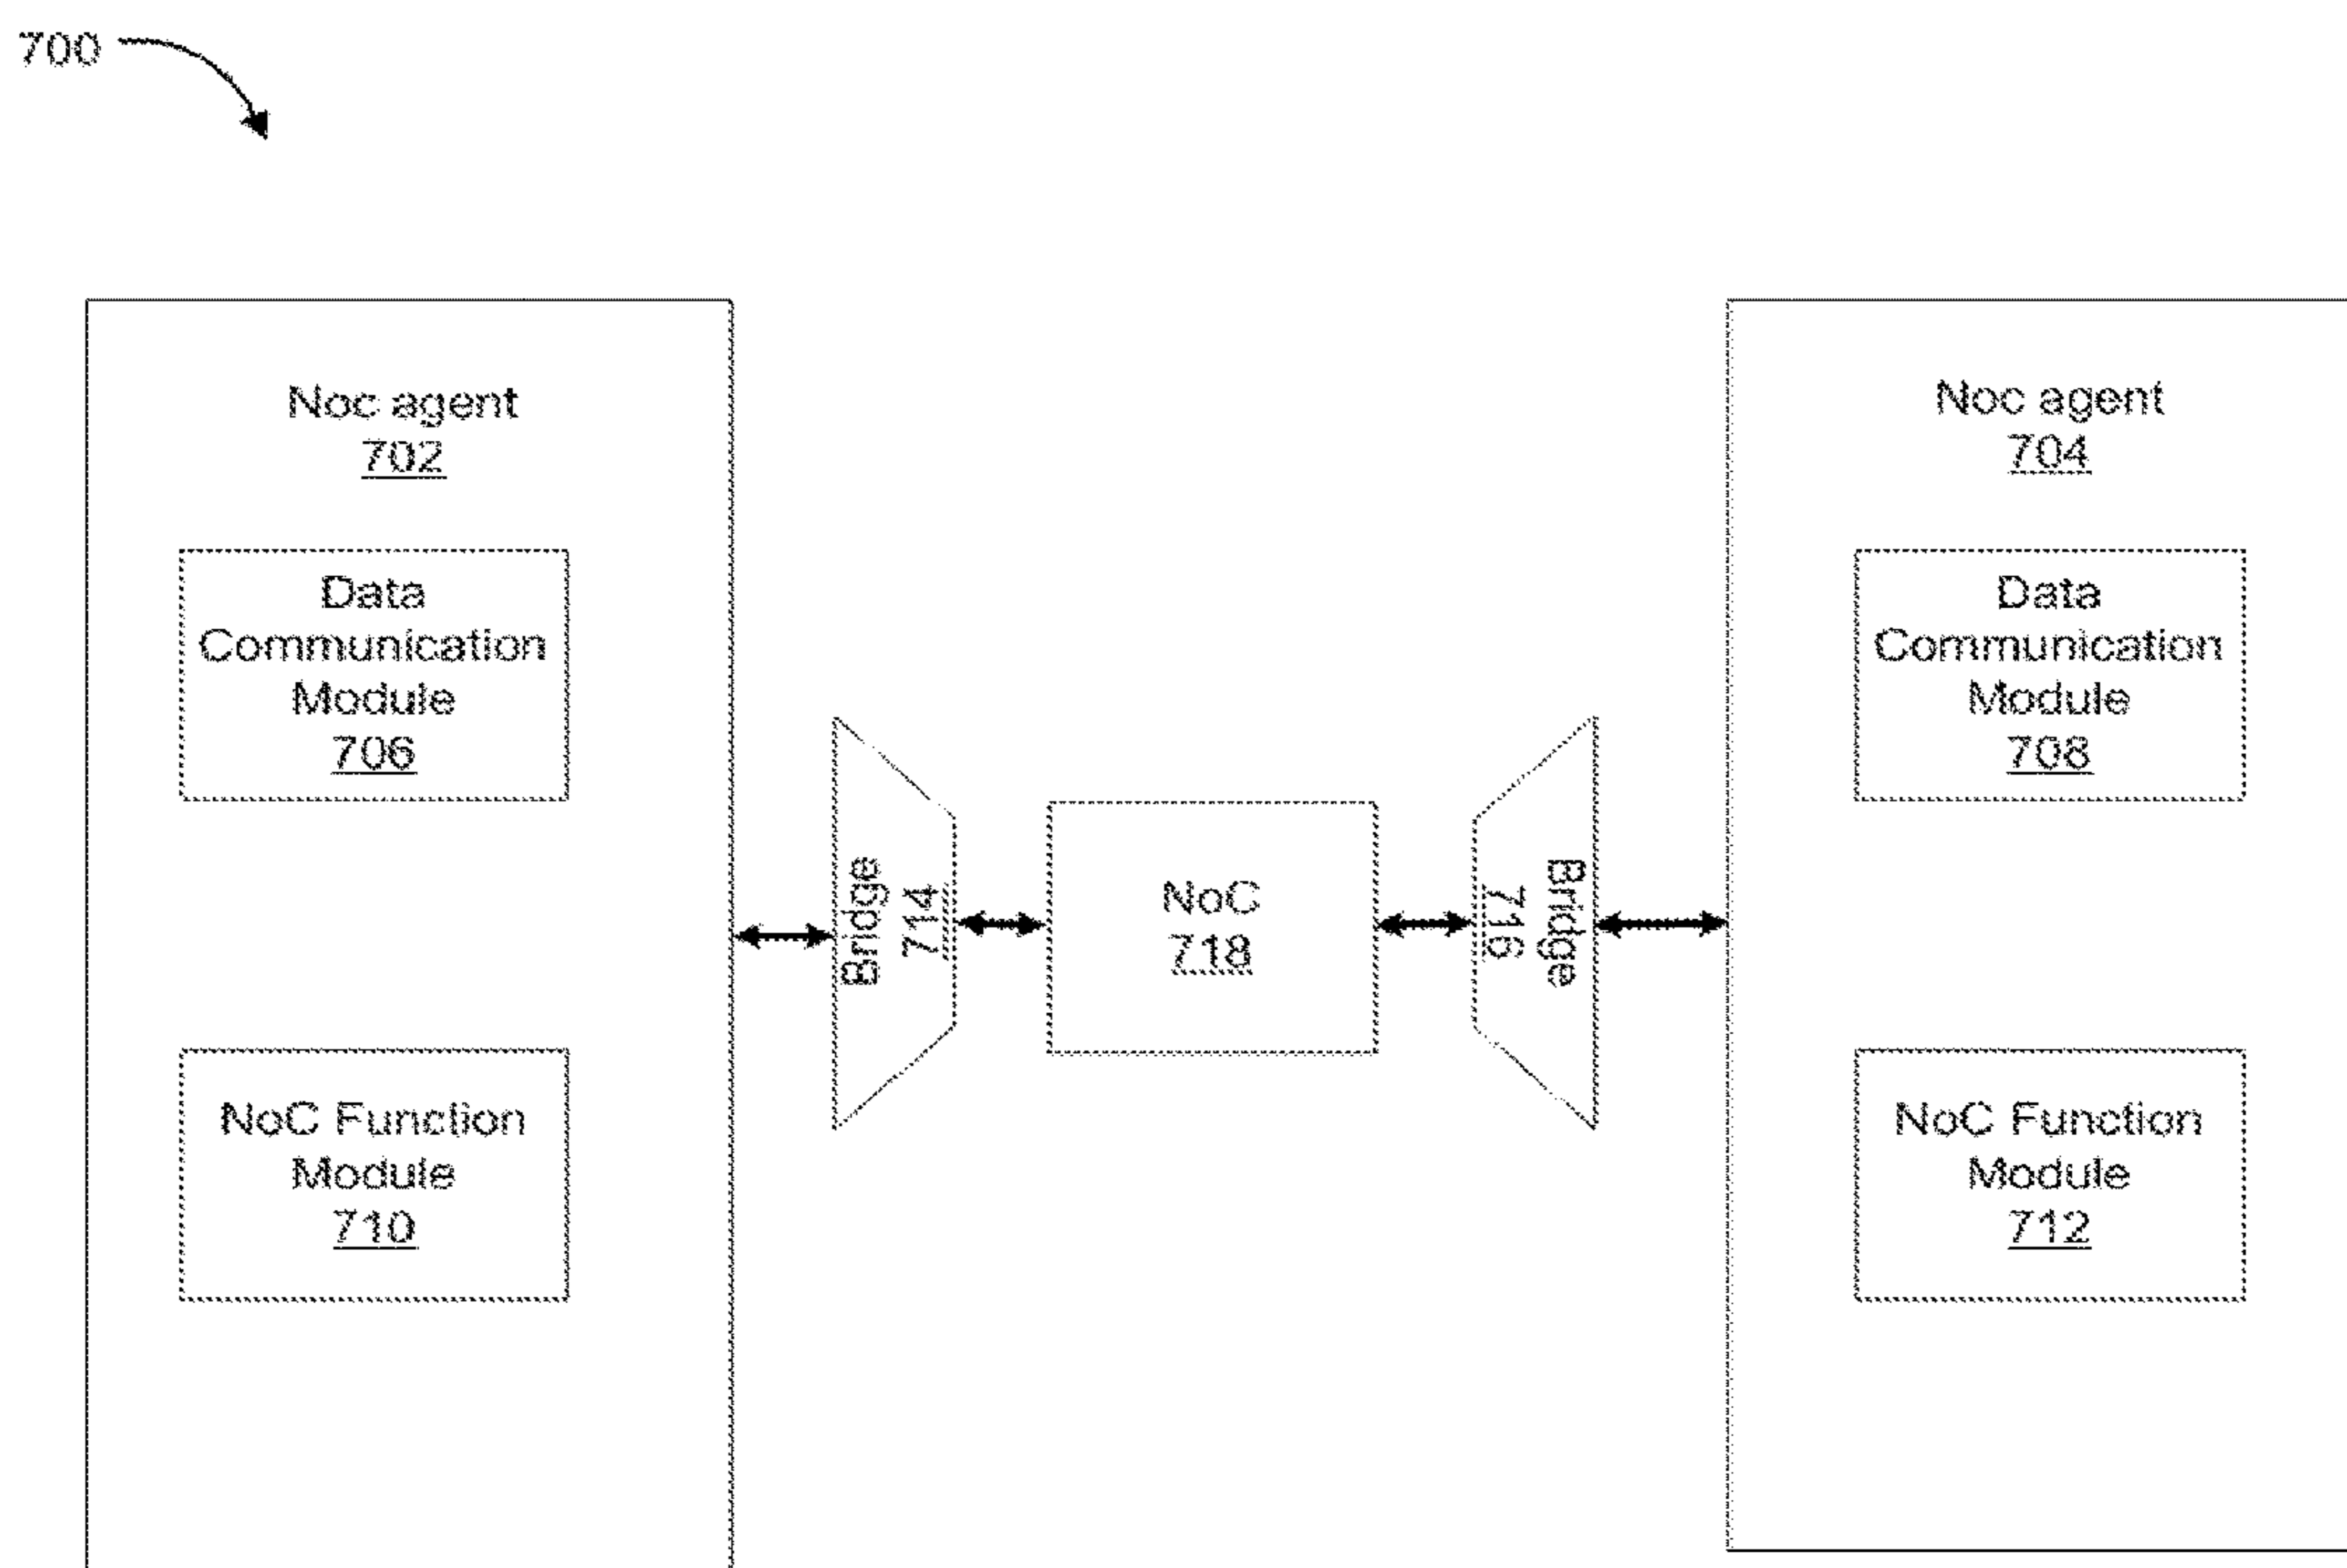 700
Noc agent
702
Data
Communication
Module
706
NoC Function
Module
710
Bridge
714
NoC
718
Bridge
716
Noc agent
704
Data
Communication
Module
708
NoC Function
Module
712